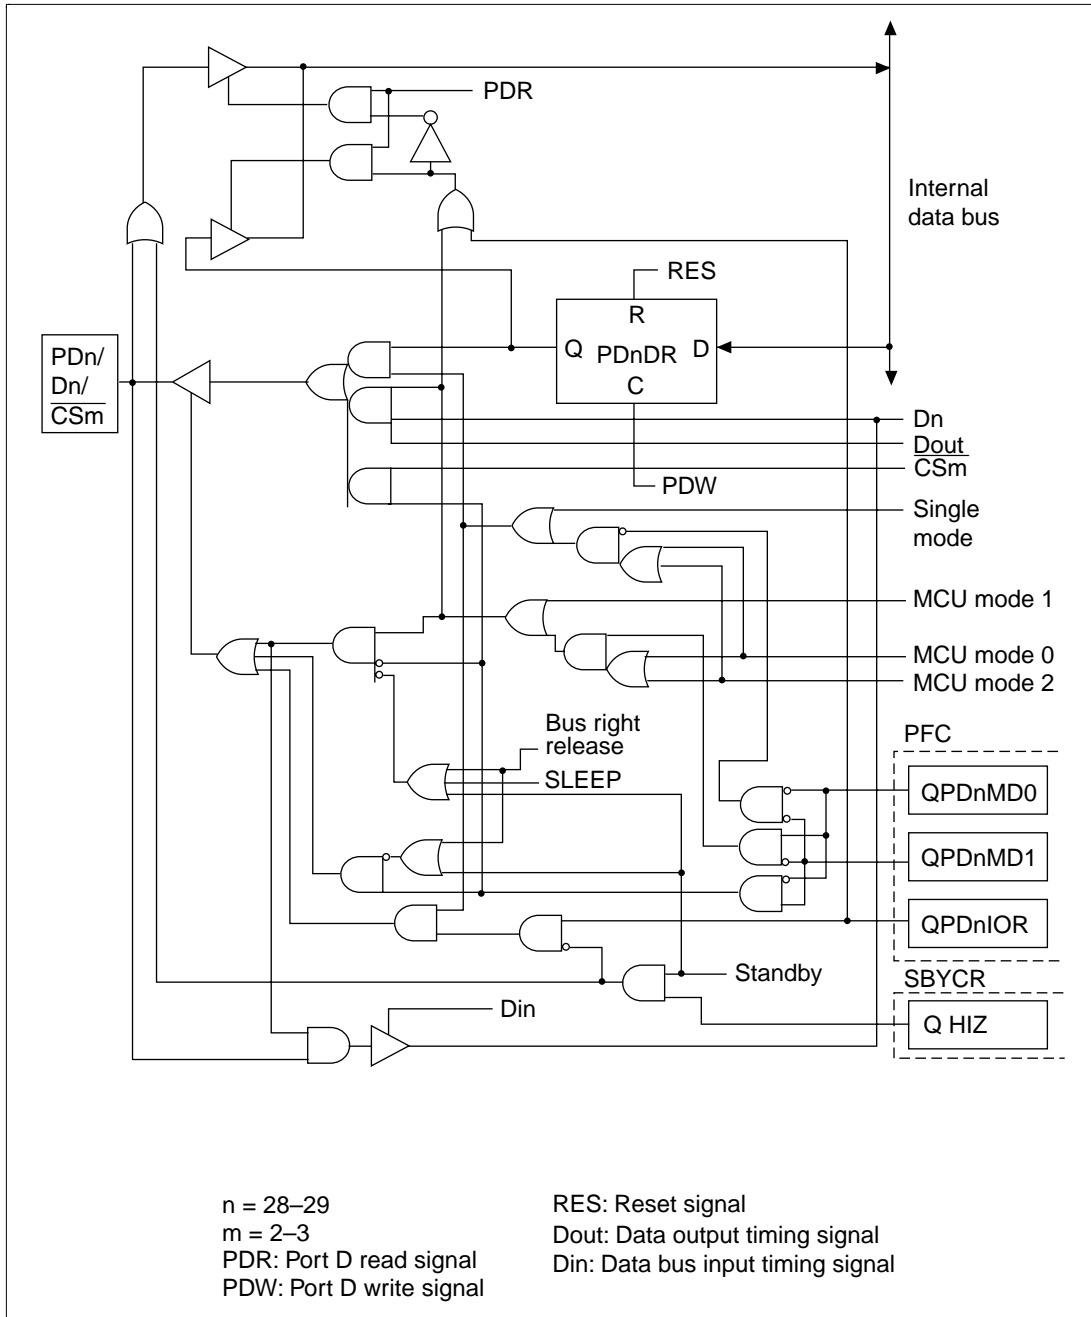 PDR
Internal
data bus
RES
R
Q PDnDR D
C
PDn/
Dn/
CSm
Dn
Dout
CSm
PDW
Single
mode
MCU mode 1
MCU mode 0
MCU mode 2
Bus right
release
SLEEP
PFC
QPDnMD0
QPDnMD1
QPDnIOR
Standby
SBYCR
Q HIZ
Din
n = 28–29
m = 2–3
PDR: Port D read signal
PDW: Port D write signal
RES: Reset signal
Dout: Data output timing signal
Din: Data bus input timing signal